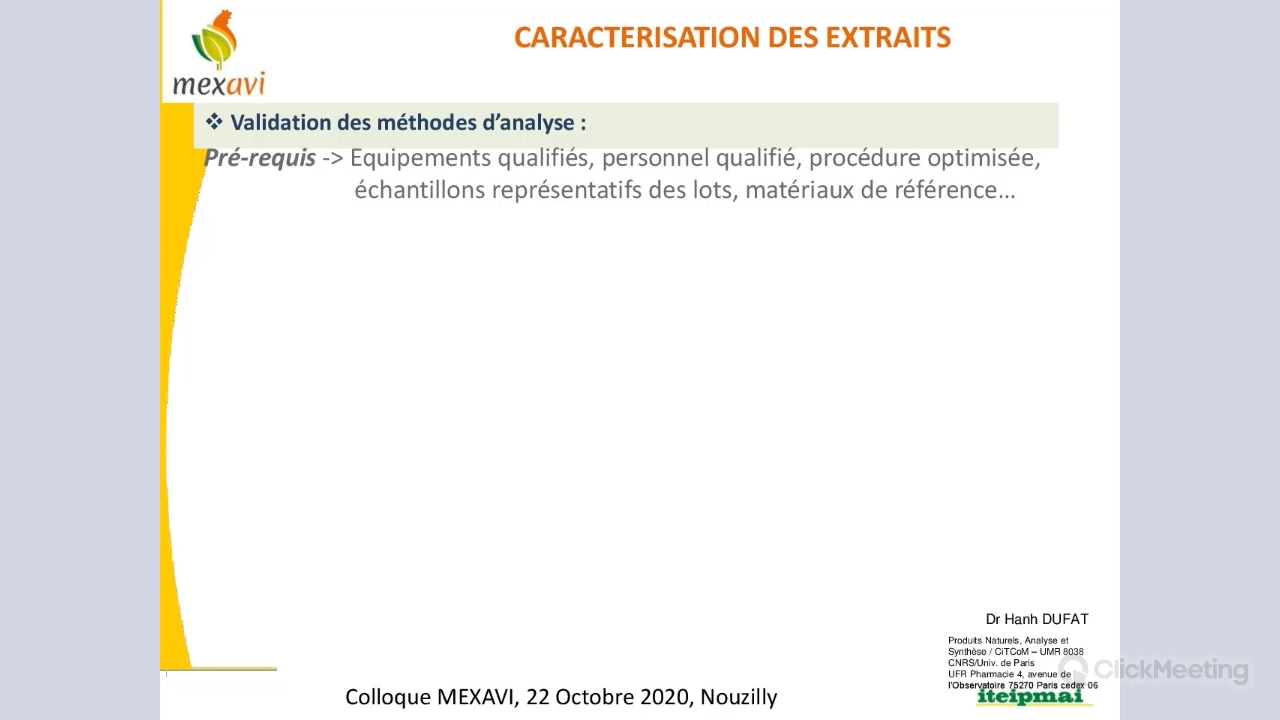 mexavi
CARACTERISATION DES EXTRAITS
❖ Validation des méthodes d’analyse :
Pré-requis -> Equipements qualifiés, personnel qualifié, procédure optimisée,
échantillons représentatifs des lots, matériaux de référence…
Dr Hanh DUFAT
Produits Naturels, Analyse et
Synthèse / CiTCoM – UMR 8038
CNRS/Univ. de Paris
UFR Pharmacie 4, avenue de
l'Observatoire 75270 Paris cedex 06
ClickMeeting
iteipmai
Colloque MEXAVI, 22 Octobre 2020, Nouzilly